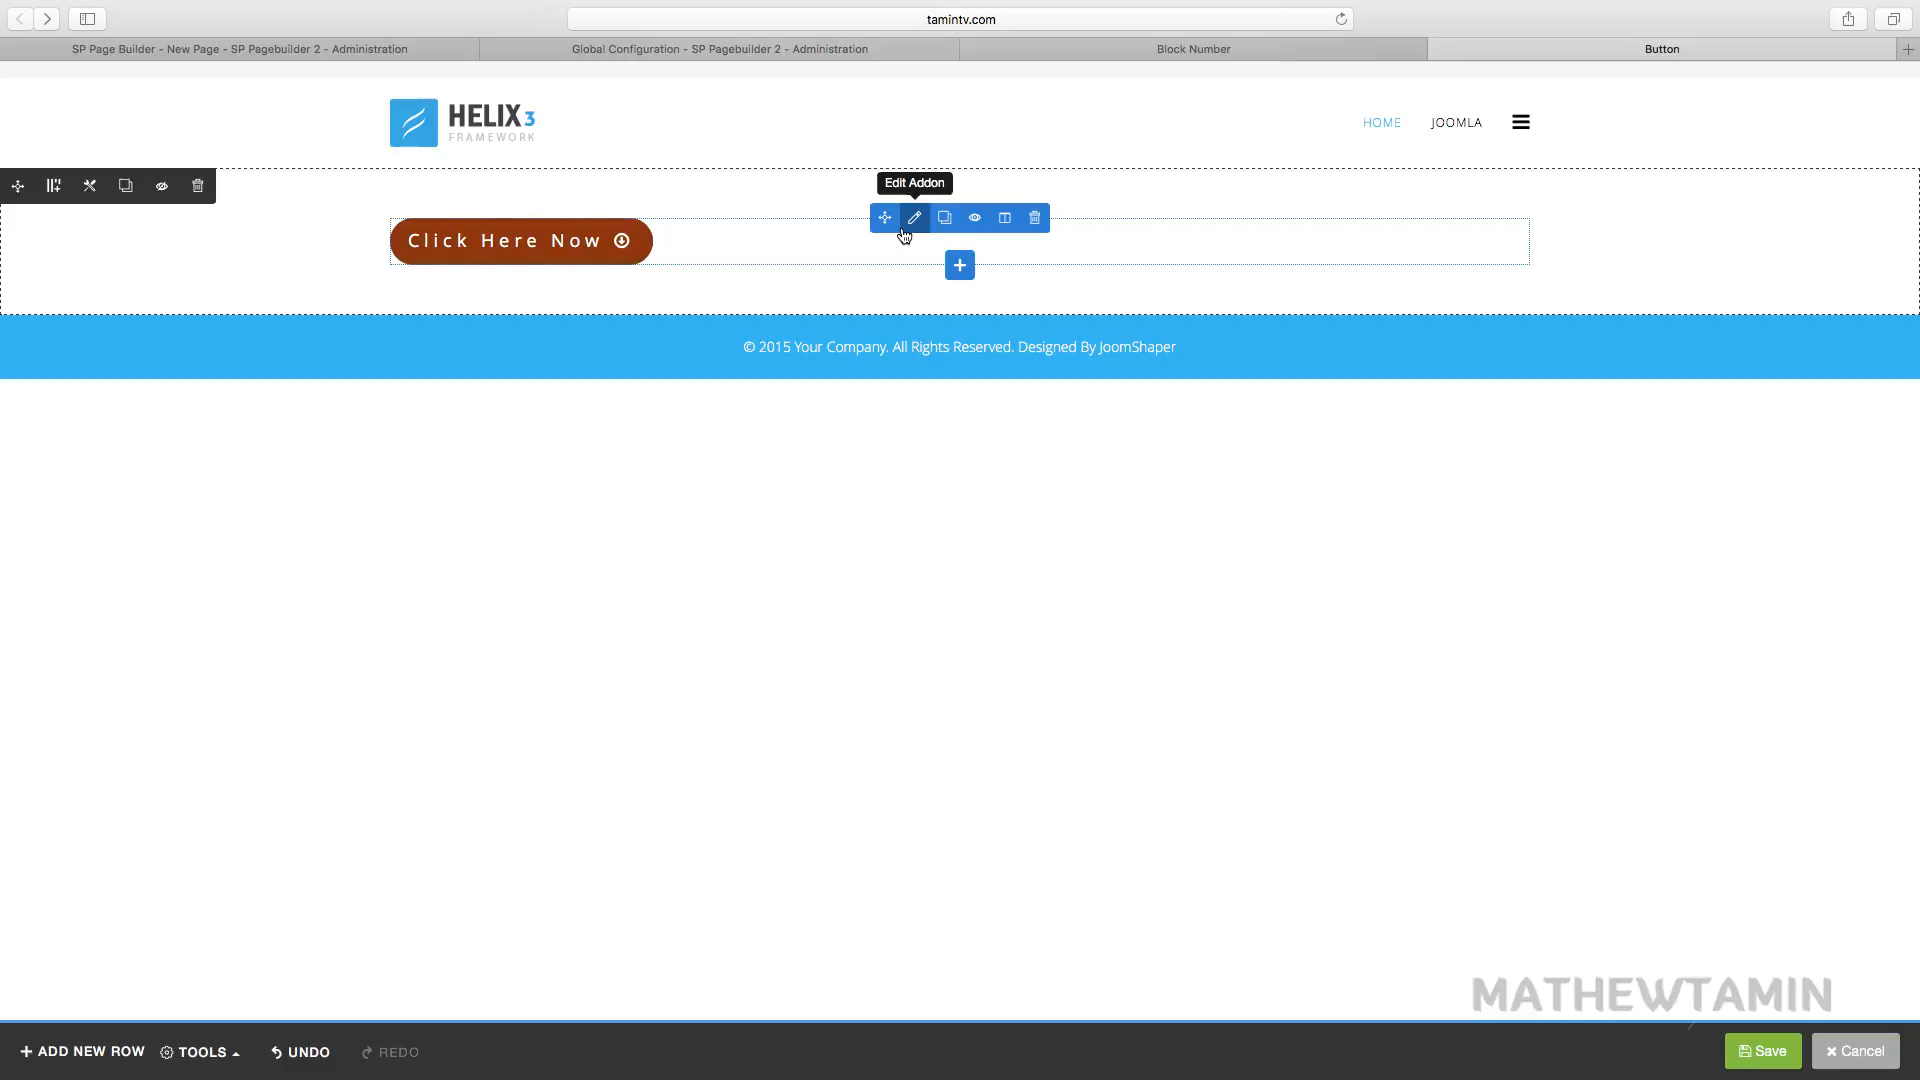 tamintv.com
SP Page Builder - New Page - SP Pagebuilder 2 - Administration
Global Configuration - SP Pagebuilder 2 - Administration
Block Number
Button
HELIX3
FRAMEWORK
HOME
JOOMLA
Edit Addon
Click Here Now
© 2015 Your Company. All Rights Reserved. Designed By JoomShaper
MATHEWTAMIN
ADD NEW ROW
TOOLS
UNDO
REDO
Save
Cancel